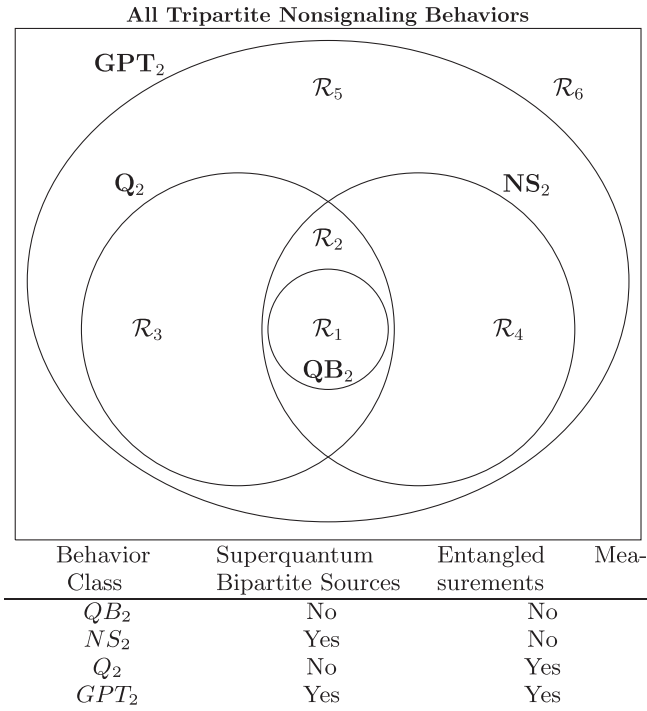 All Tripartite Nonsignaling Behaviors
GPT₂
ℛ₅
ℛ₆
Q₂
NS₂
ℛ₂
ℛ₃
ℛ₁
ℛ₄
QB₂
Behavior Superquantum Entangled Mea-
Class Bipartite Sources surements
QB₂ No No
NS₂ Yes No
Q₂ No Yes
GPT₂ Yes Yes